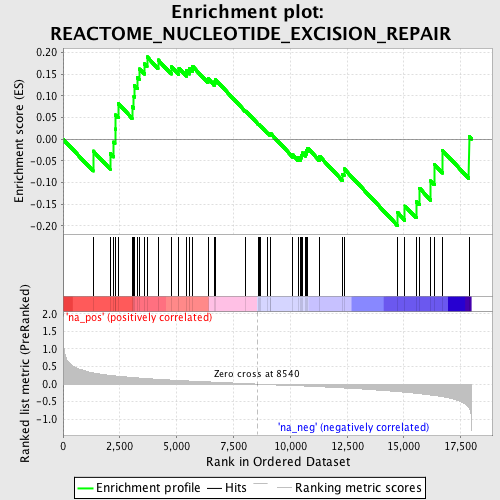 Enrichment plot:
REACTOME_NUCLEOTIDE_EXCISION_REPAIR
Enrichment score (ES)
0.20
0.15
0.10
0.05
0.00
-0.05
-0.10
-0.15
-0.20
'na_pos' (positively correlated)
Ranked list metric (PreRanked)
2.0
1.5
1.0
0.5
0.0
-0.5
-1.0
Zero cross at 8540
'na_neg' (negatively correlated)
0 2,500 5,000 7,500 10,000 12,500 15,000 17,500
Rank in Ordered Dataset
Enrichment profile Hits Ranking metric scores